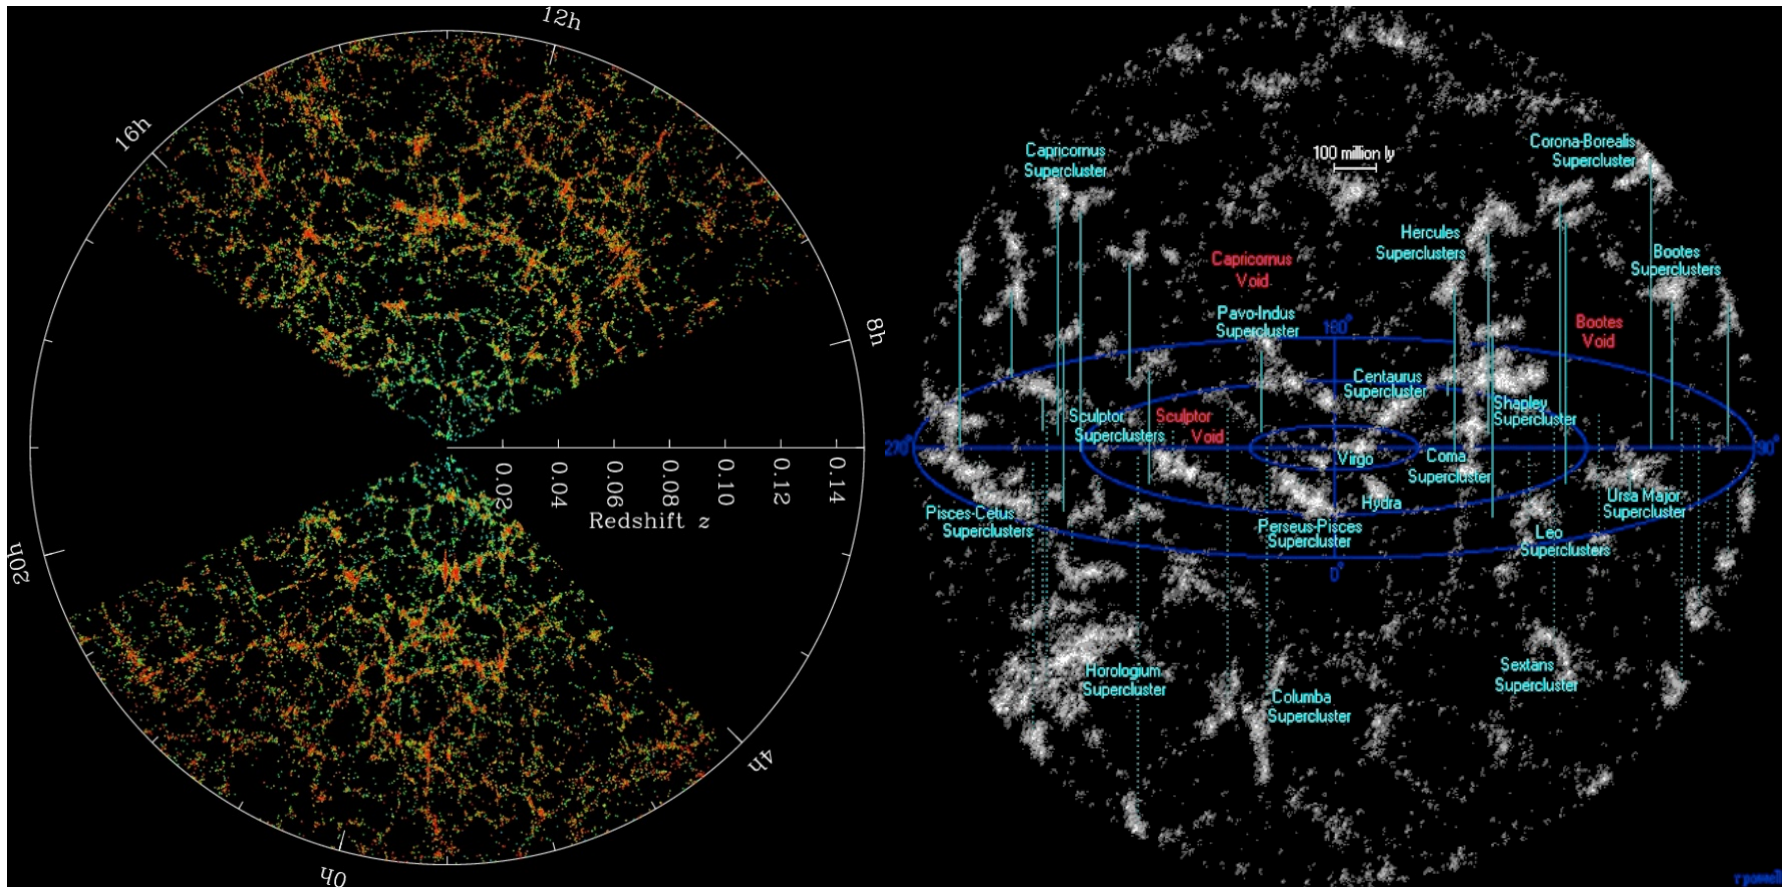 12h
16h
8h
20h
4h
0h
0.02
0.04
0.06
0.08
0.10
0.12
0.14
Redshift z
100 million ly
Capricornus
Supercluster
Corona-Borealis
Supercluster
Hercules
Superclusters
Bootes
Superclusters
Capricornus
Void
Pavo-Indus
Supercluster
Bootes
Void
180°
Centaurus
Supercluster
Shapley
Supercluster
Sculptor
Superclusters
Sculptor
Void
270°
90°
Virgo
Coma
Supercluster
Hydra
Pisces-Cetus
Superclusters
Perseus-Pisces
Supercluster
Ursa Major
Supercluster
Leo
Superclusters
0°
Horologium
Supercluster
Columba
Supercluster
Sextans
Supercluster